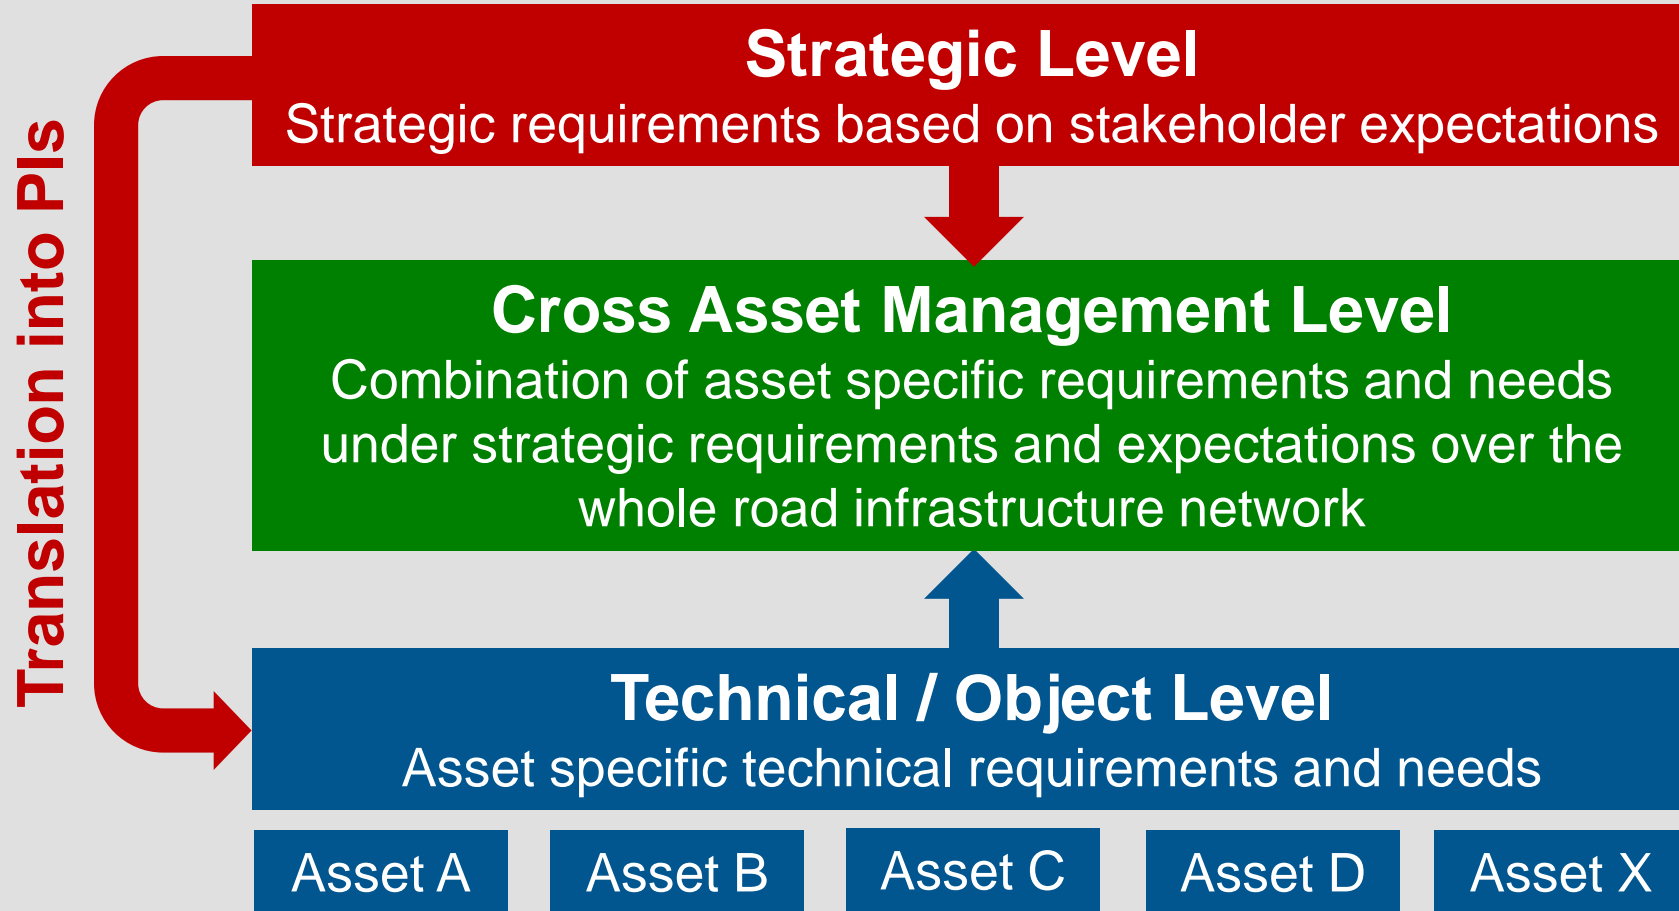 Translation into PIs
Strategic Level
Strategic requirements based on stakeholder expectations
Cross Asset Management Level
Combination of asset specific requirements and needs
under strategic requirements and expectations over the
whole road infrastructure network
Technical / Object Level
Asset specific technical requirements and needs
Asset A
Asset B
Asset C
Asset D
Asset X